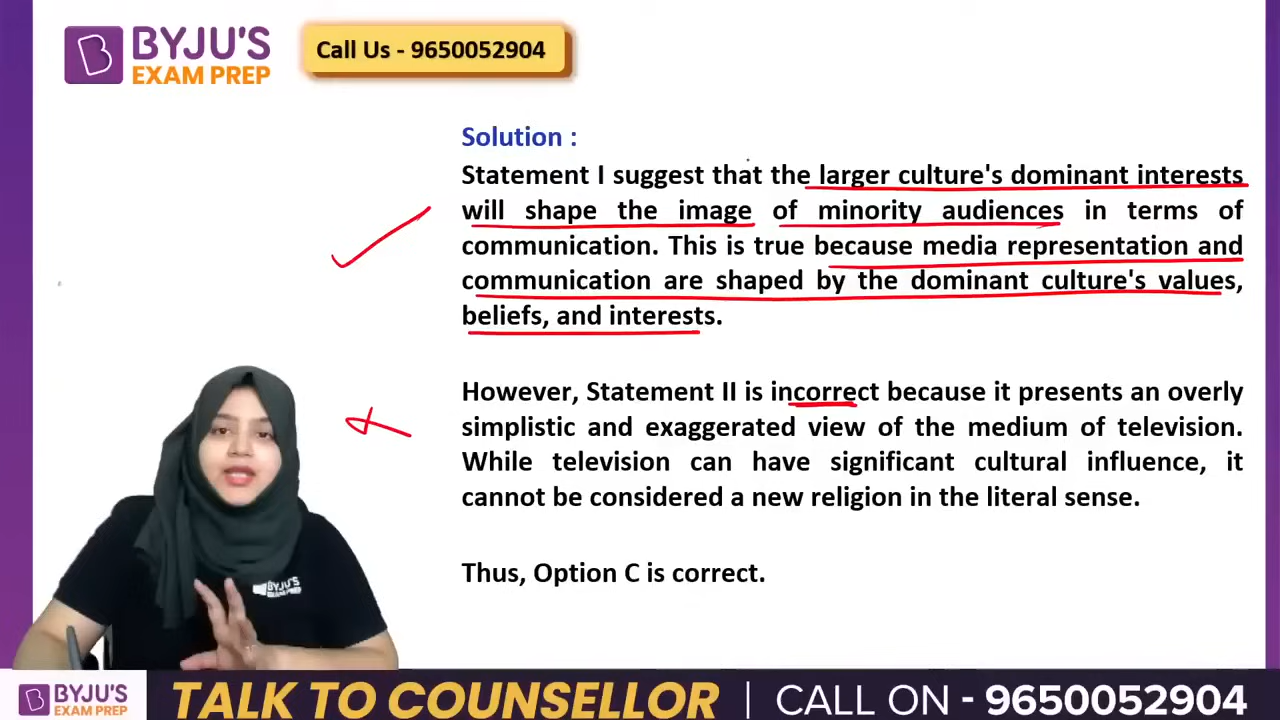 BYJU'S
EXAM PREP
Call Us - 9650052904
Solution :
Statement I suggest that the larger culture's dominant interests
will shape the image of minority audiences in terms of
communication. This is true because media representation and
communication are shaped by the dominant culture's values,
beliefs, and interests.
However, Statement II is incorrect because it presents an overly
simplistic and exaggerated view of the medium of television.
While television can have significant cultural influence, it
cannot be considered a new religion in the literal sense.
Thus, Option C is correct.
BYJU'S
EXAM PREP
BYJU'S
EXAM PREP
TALK TO COUNSELLOR | CALL ON - 9650052904